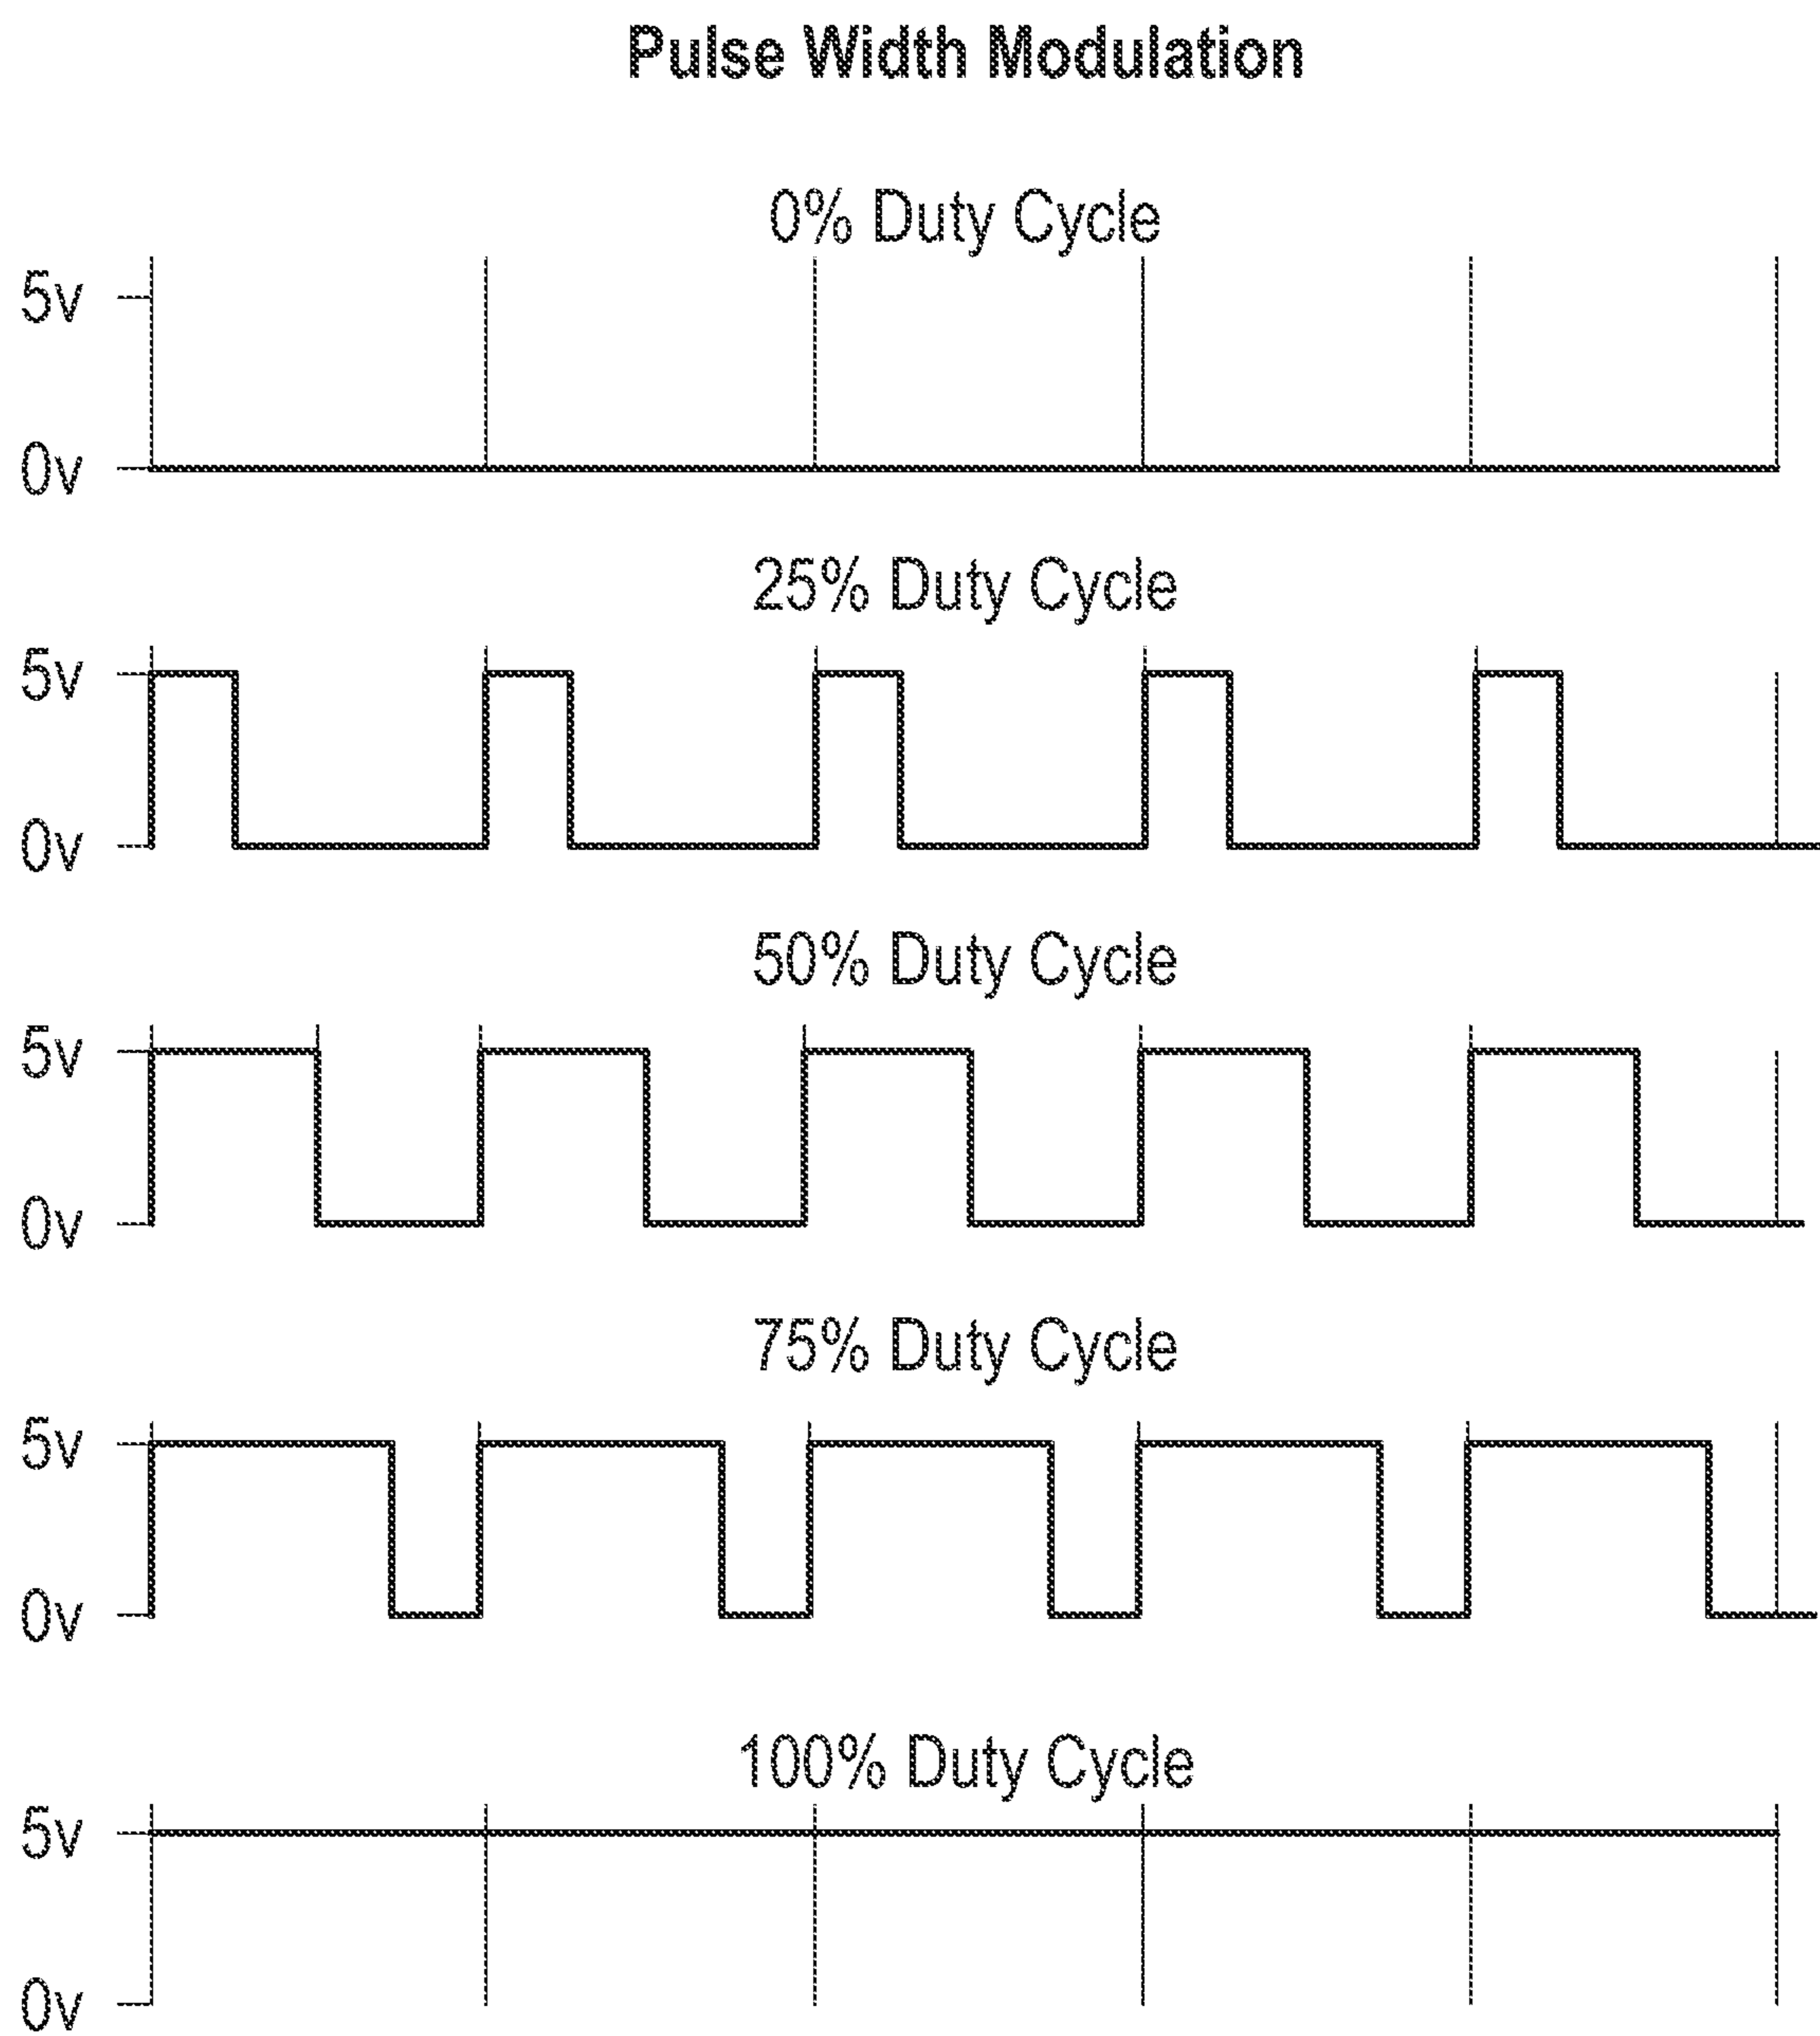 Pulse Width Modulation
0% Duty Cycle
5v
0v
25% Duty Cycle
5v
0v
50% Duty Cycle
5v
0v
75% Duty Cycle
5v
0v
100% Duty Cycle
5v
0v